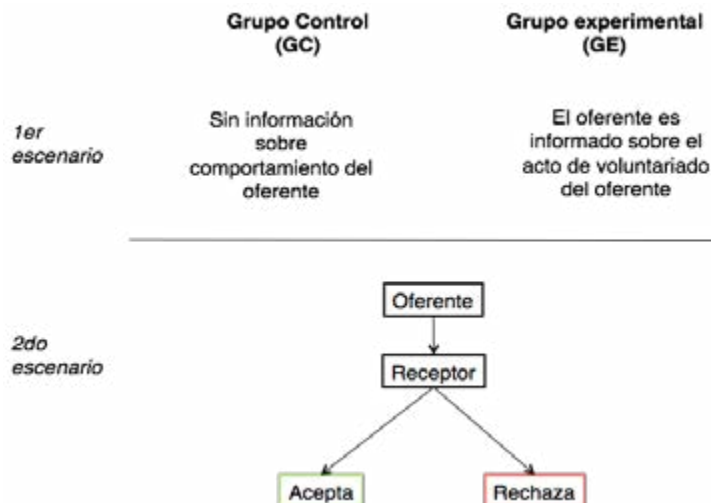 Grupo Control
(GC)
Grupo experimental
(GE)
1er
escenario
Sin información
sobre
comportamiento del
oferente
El oferente es
informado sobre el
acto de voluntariado
del oferente
2do
escenario
Oferente
Receptor
Acepta
Rechaza